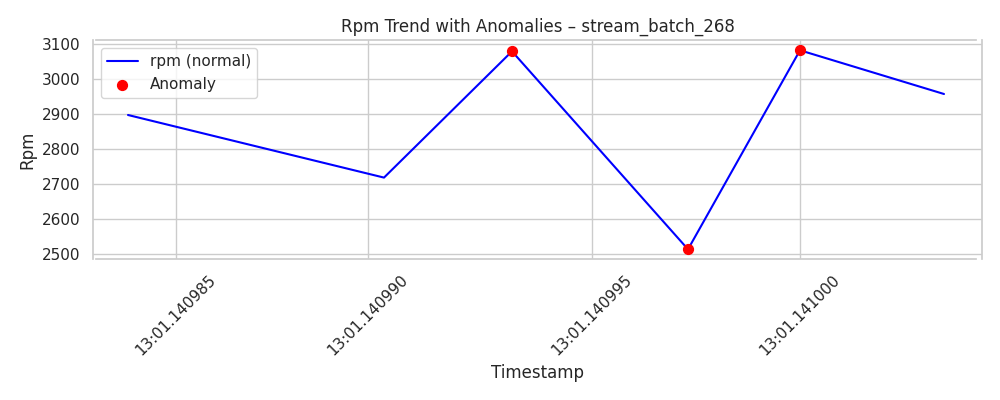 Rpm Trend with Anomalies – stream_batch_268
rpm (normal)
Anomaly
Rpm
3100
3000
2900
2800
2700
2600
2500
13:01.140985
13:01.140990
13:01.140995
13:01.141000
Timestamp